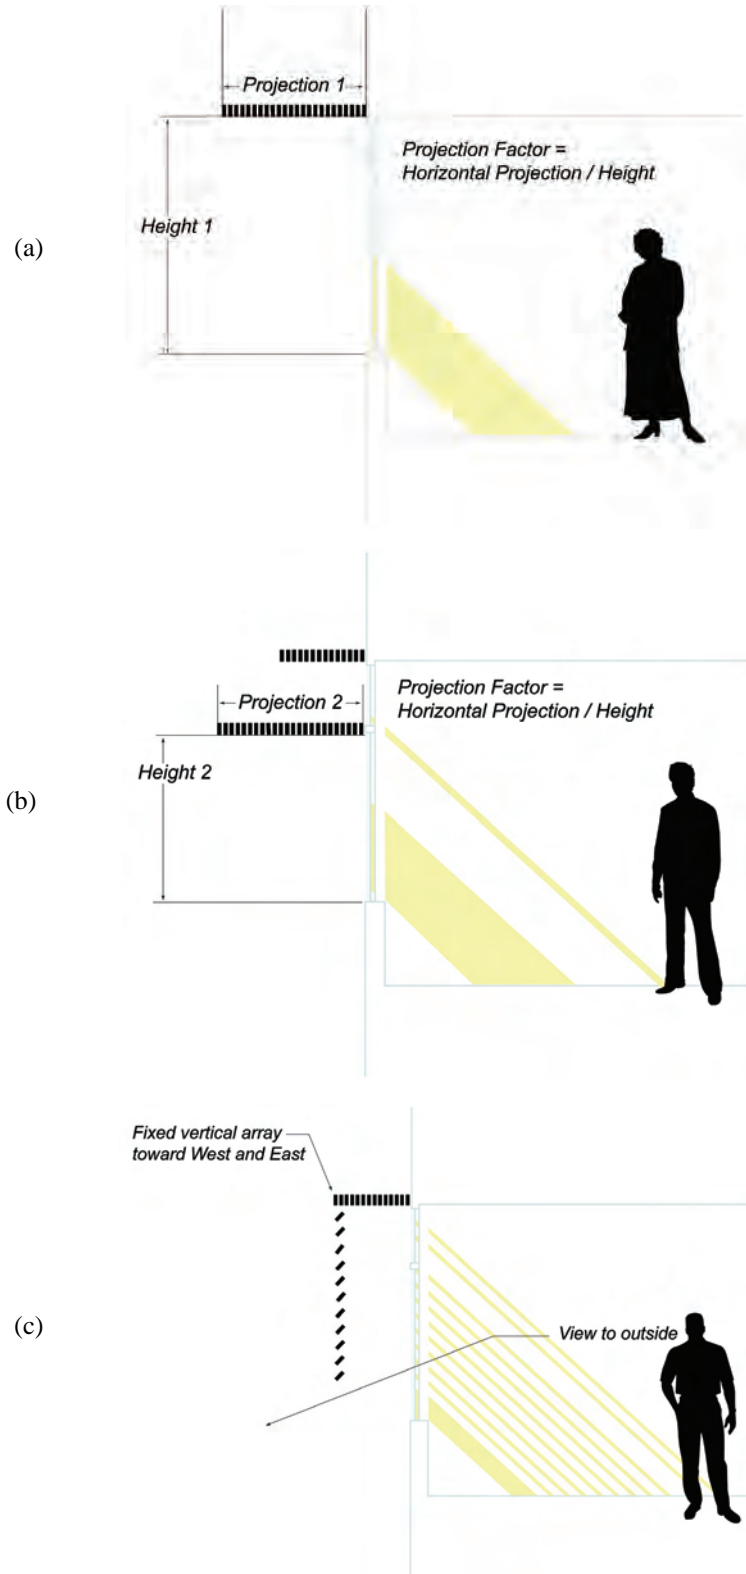 Projection 1
Projection Factor =
Horizontal Projection / Height
Height 1
(a)
Projection Factor =
Horizontal Projection / Height
Projection 2
Height 2
(b)
Fixed vertical array
toward West and East
(c)
View to outside